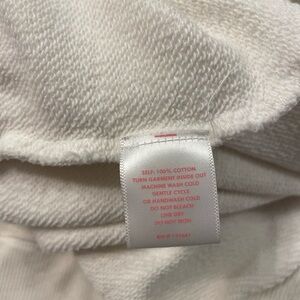 SELF: 100% COTTON
TURN GARMENT INSIDE OUT
MACHINE WASH COLD
GENTLE CYCLE
OR HANDWASH COLD
DO NOT BLEACH
LINE DRY
DO NOT IRON
RN#